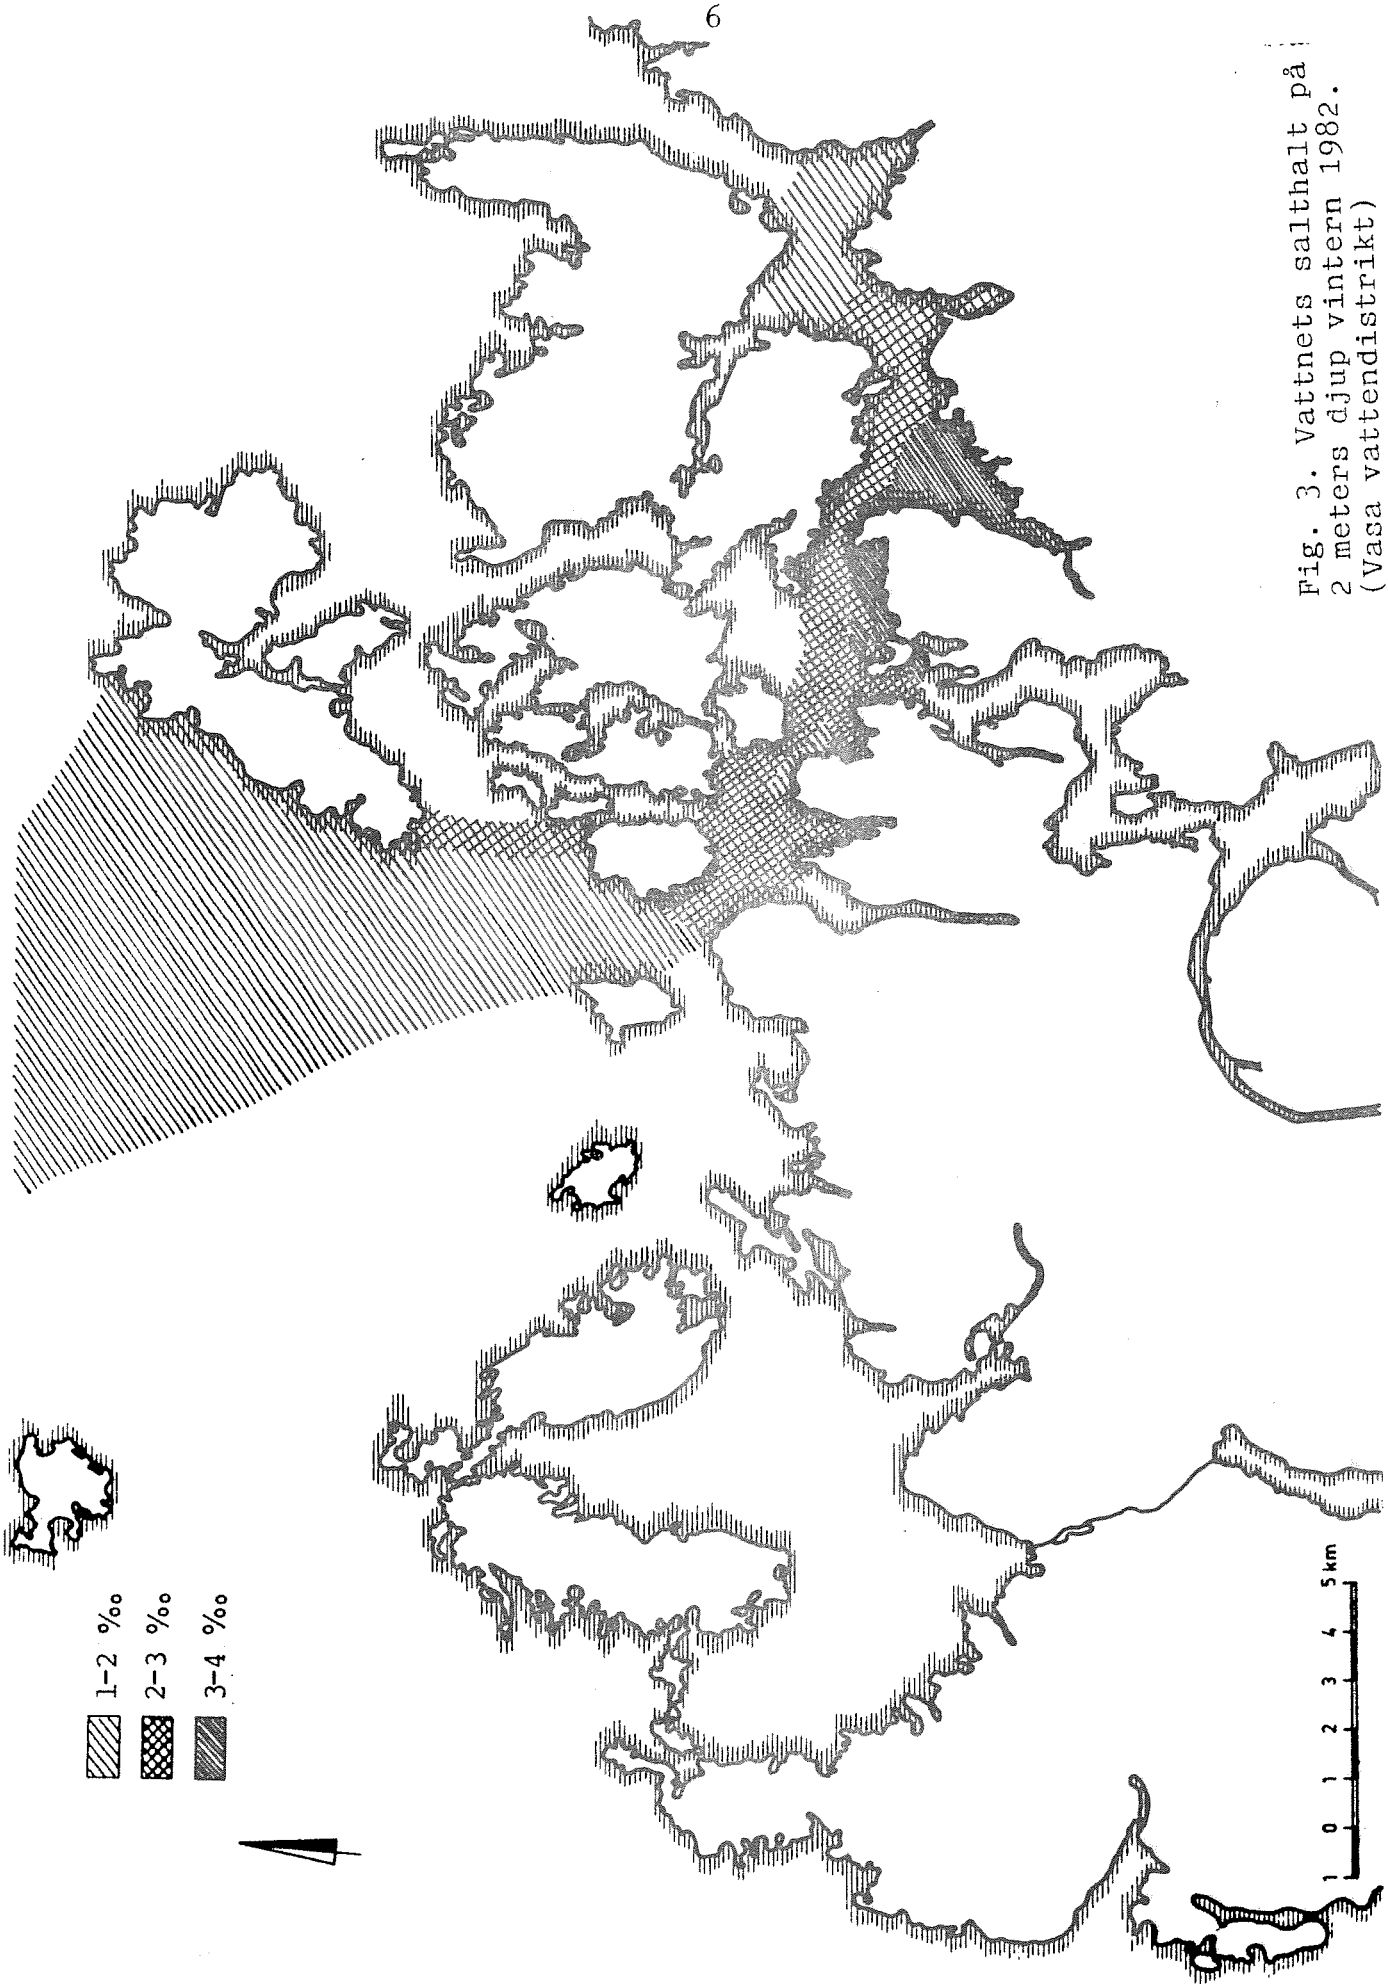 6
1-2 ‰
2-3 ‰
3-4 ‰
1 0 1 2 3 4 5 km
Fig. 3. Vattnets salthalt på
2 meters djup vintern 1982.
(Vasa vattendistrikt)